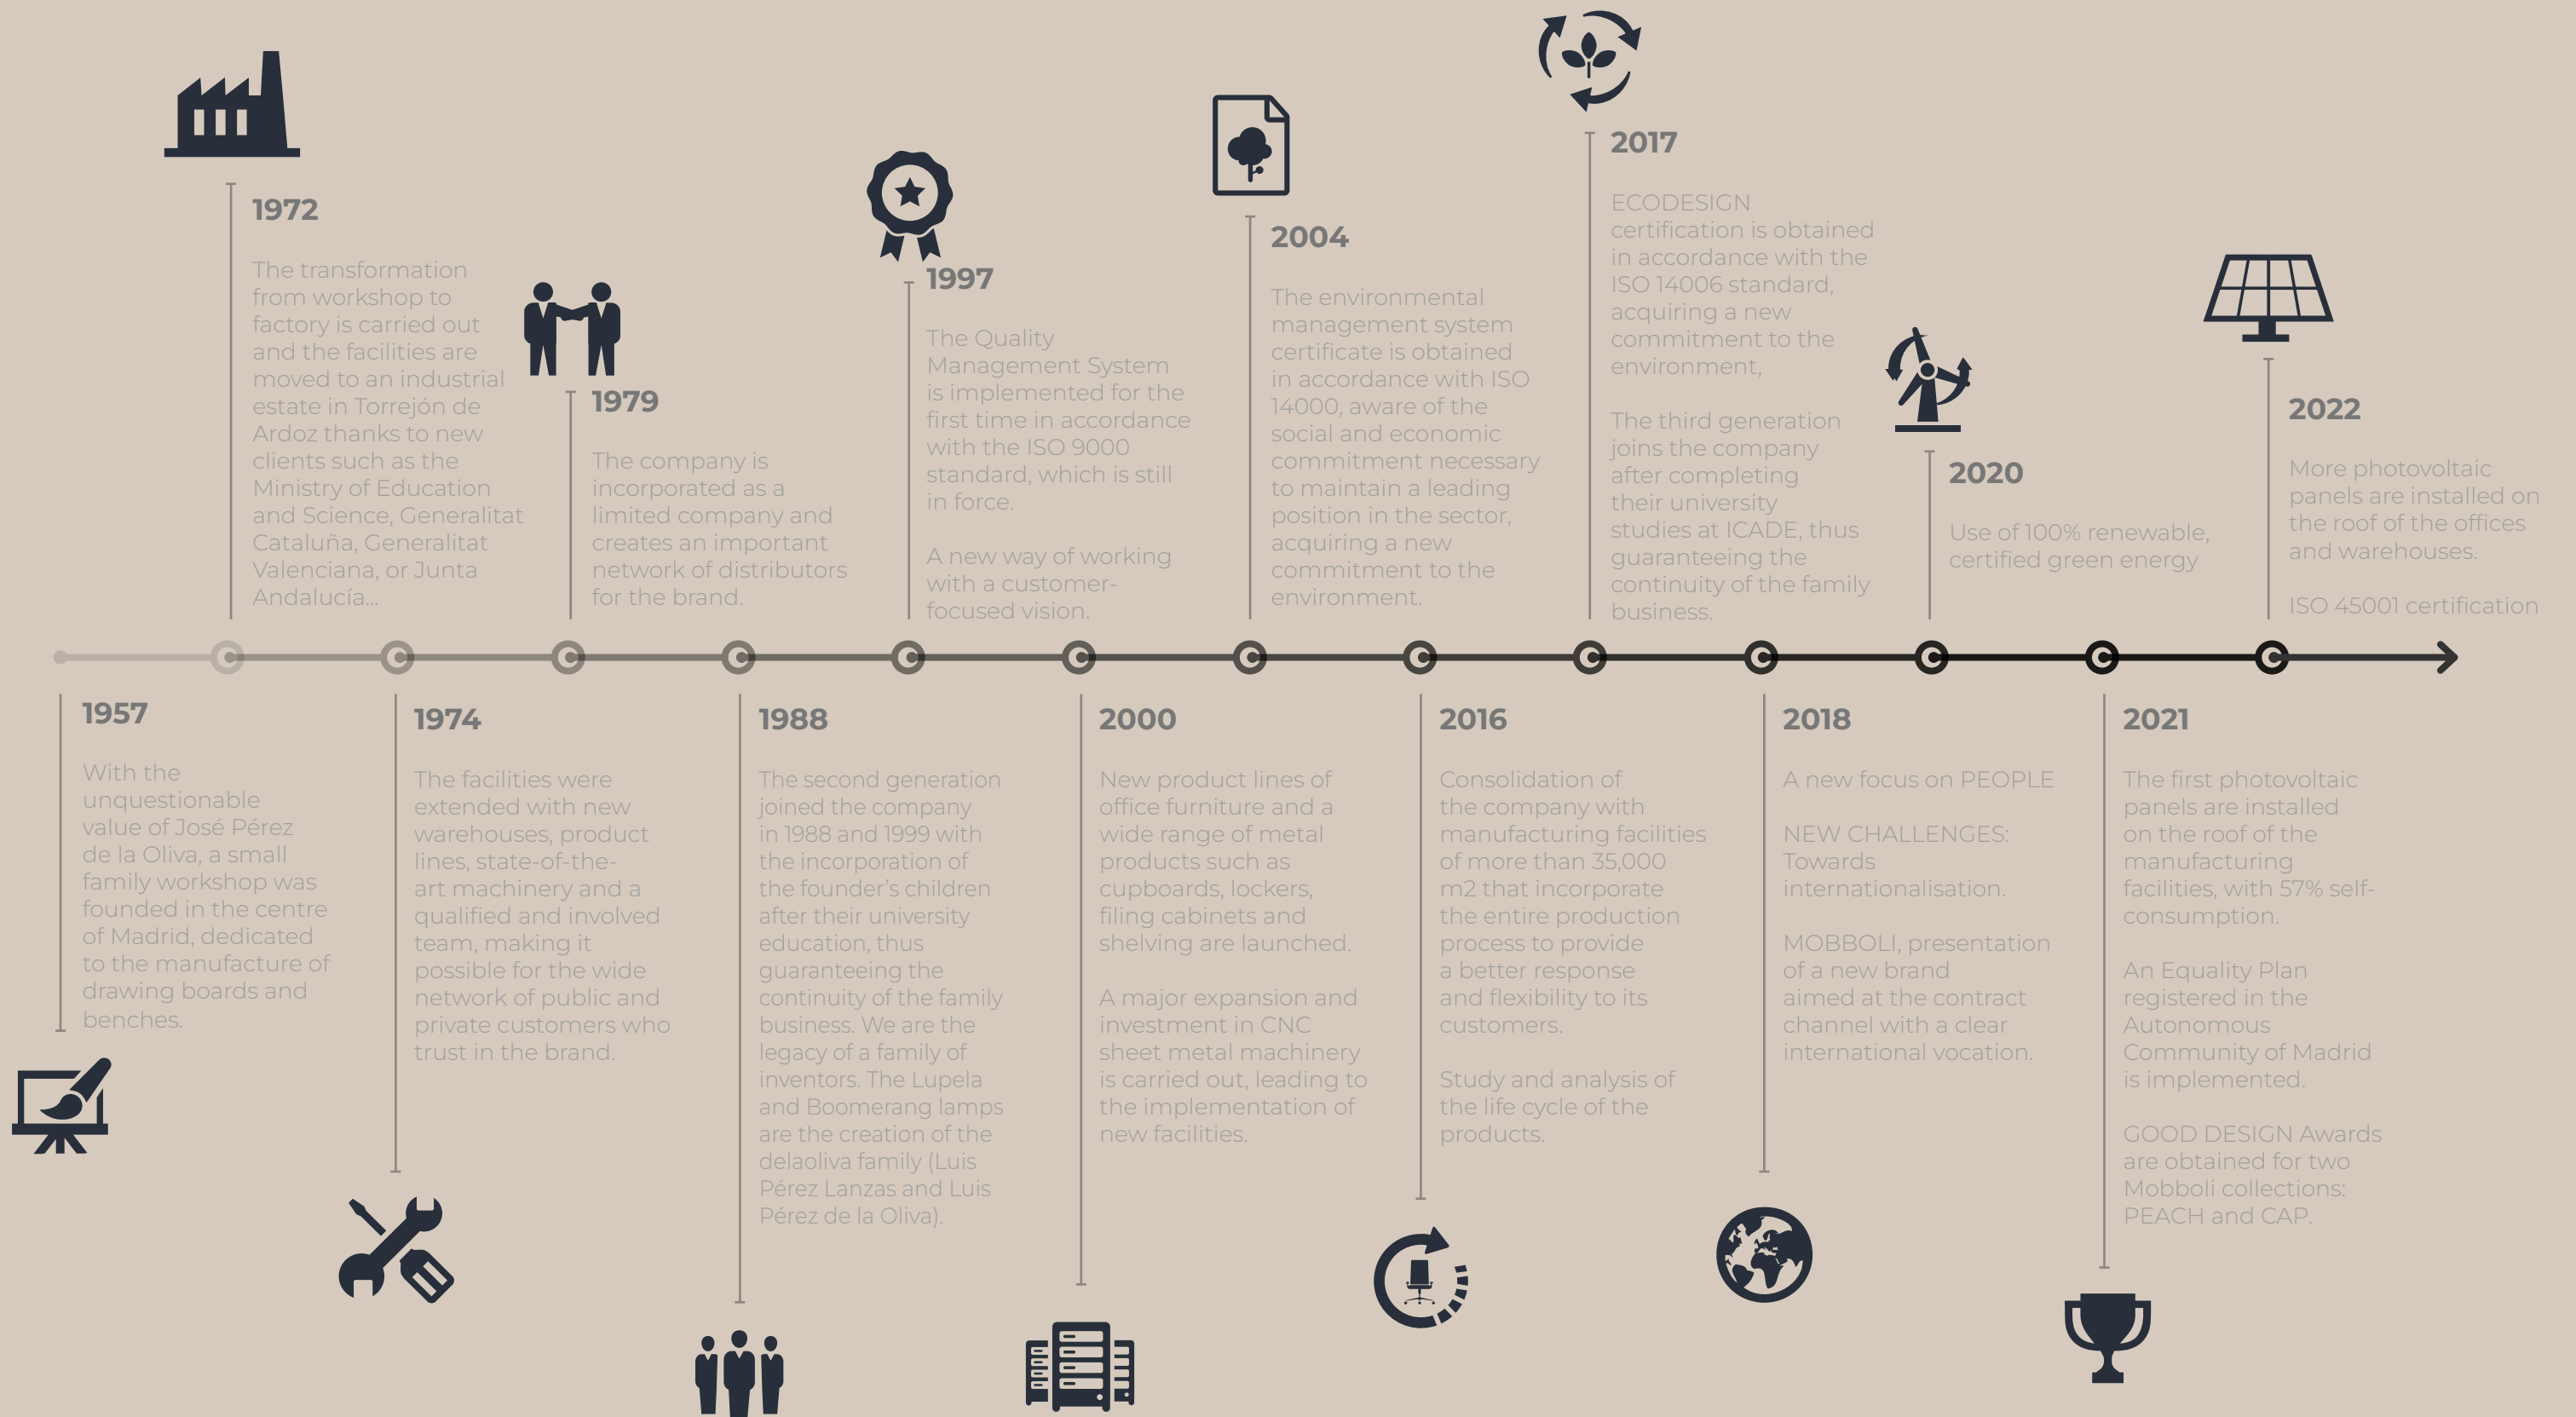 1972
The transformation
from workshop to
factory is carried out
and the facilities are
moved to an industrial
estate in Torrejón de
Ardoz thanks to new
clients such as the
Ministry of Education
and Science, Generalitat
Cataluña, Generalitat
Valenciana, or Junta
Andalucía...
1979
The company is
incorporated as a
limited company and
creates an important
network of distributors
for the brand.
1997
The Quality
Management System
is implemented for the
first time in accordance
with the ISO 9000
standard, which is still
in force.
A new way of working
with a customer-
focused vision.
2004
The environmental
management system
certificate is obtained
in accordance with ISO
14000, aware of the
social and economic
commitment necessary
to maintain a leading
position in the sector,
acquiring a new
commitment to the
environment.
2017
ECODESIGN
certification is obtained
in accordance with the
ISO 14006 standard,
acquiring a new
commitment to the
environment,
The third generation
joins the company
after completing
their university
studies at ICADE, thus
guaranteeing the
continuity of the family
business.
2020
Use of 100% renewable,
certified green energy
2022
More photovoltaic
panels are installed on
the roof of the offices
and warehouses.
ISO 45001 certification
1957
With the
unquestionable
value of José Pérez
de la Oliva, a small
family workshop was
founded in the centre
of Madrid, dedicated
to the manufacture of
drawing boards and
benches.
1974
The facilities were
extended with new
warehouses, product
lines, state-of-the-
art machinery and a
qualified and involved
team, making it
possible for the wide
network of public and
private customers who
trust in the brand.
1988
The second generation
joined the company
in 1988 and 1999 with
the incorporation of
the founder’s children
after their university
education, thus
guaranteeing the
continuity of the family
business. We are the
legacy of a family of
inventors. The Lupela
and Boomerang lamps
are the creation of the
delaoliva family (Luis
Pérez Lanzas and Luis
Pérez de la Oliva).
2000
New product lines of
office furniture and a
wide range of metal
products such as
cupboards, lockers,
filing cabinets and
shelving are launched.
A major expansion and
investment in CNC
sheet metal machinery
is carried out, leading to
the implementation of
new facilities.
2016
Consolidation of
the company with
manufacturing facilities
of more than 35,000
m2 that incorporate
the entire production
process to provide
a better response
and flexibility to its
customers.
Study and analysis of
the life cycle of the
products.
2018
A new focus on PEOPLE
NEW CHALLENGES:
Towards
internationalisation.
MOBBOLI, presentation
of a new brand
aimed at the contract
channel with a clear
international vocation.
2021
The first photovoltaic
panels are installed
on the roof of the
manufacturing
facilities, with 57% self-
consumption.
An Equality Plan
registered in the
Autonomous
Community of Madrid
is implemented.
GOOD DESIGN Awards
are obtained for two
Mobboli collections:
PEACH and CAP.